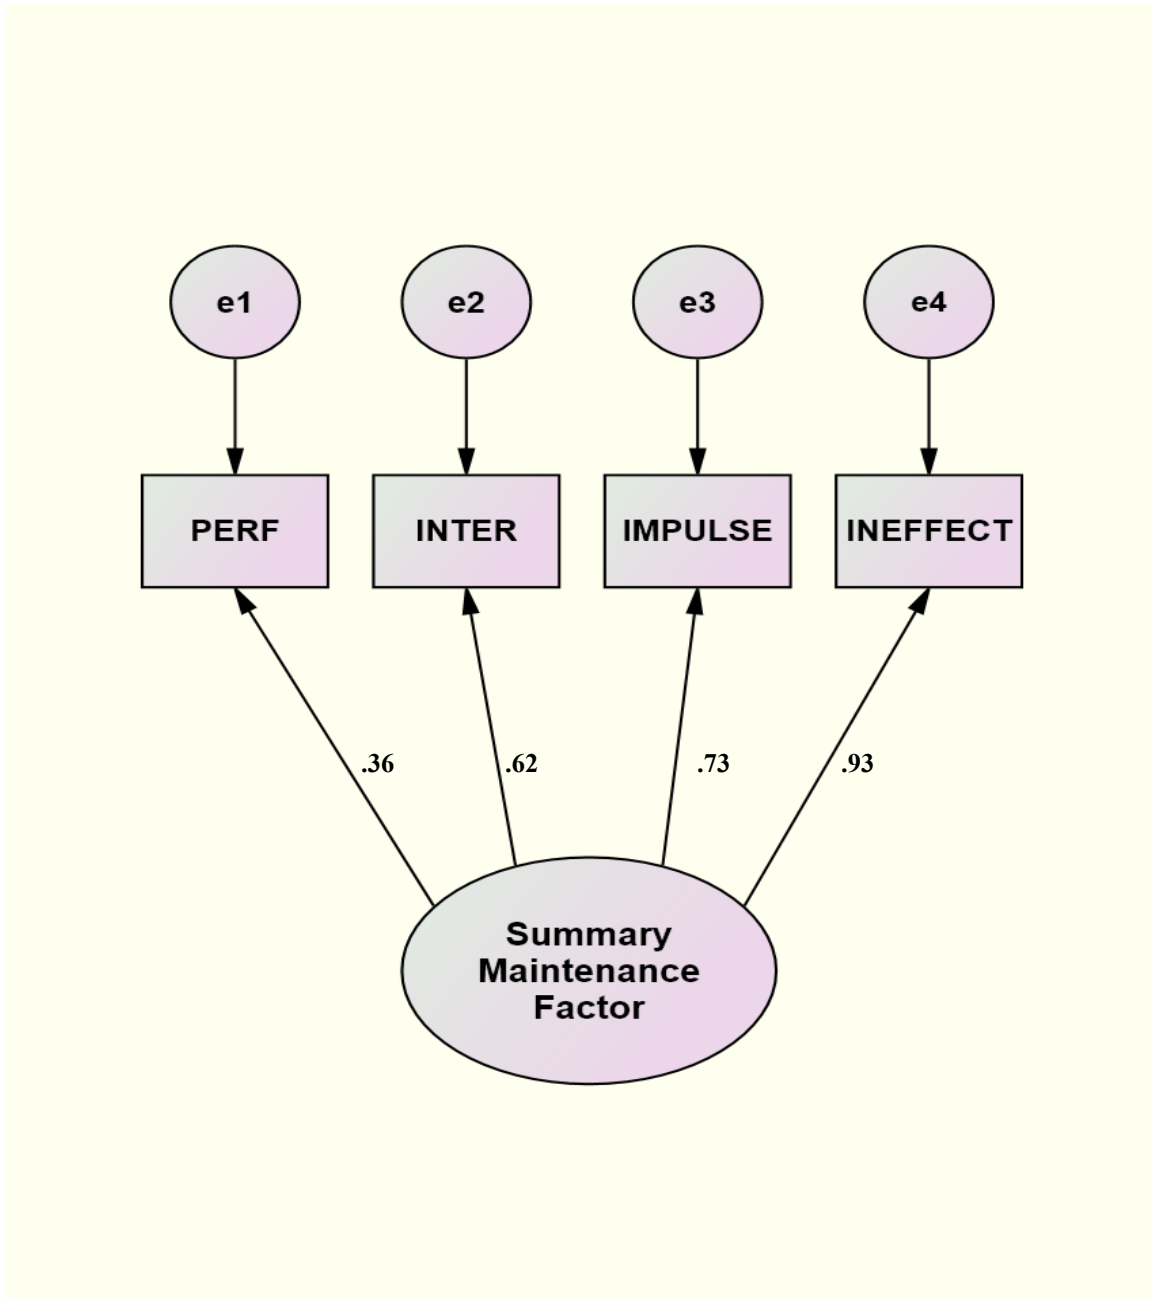 e1 e2 e3 e4
PERF INTER IMPULSE INEFFECT
.36 .62 .73 .93
Summary
Maintenance
Factor